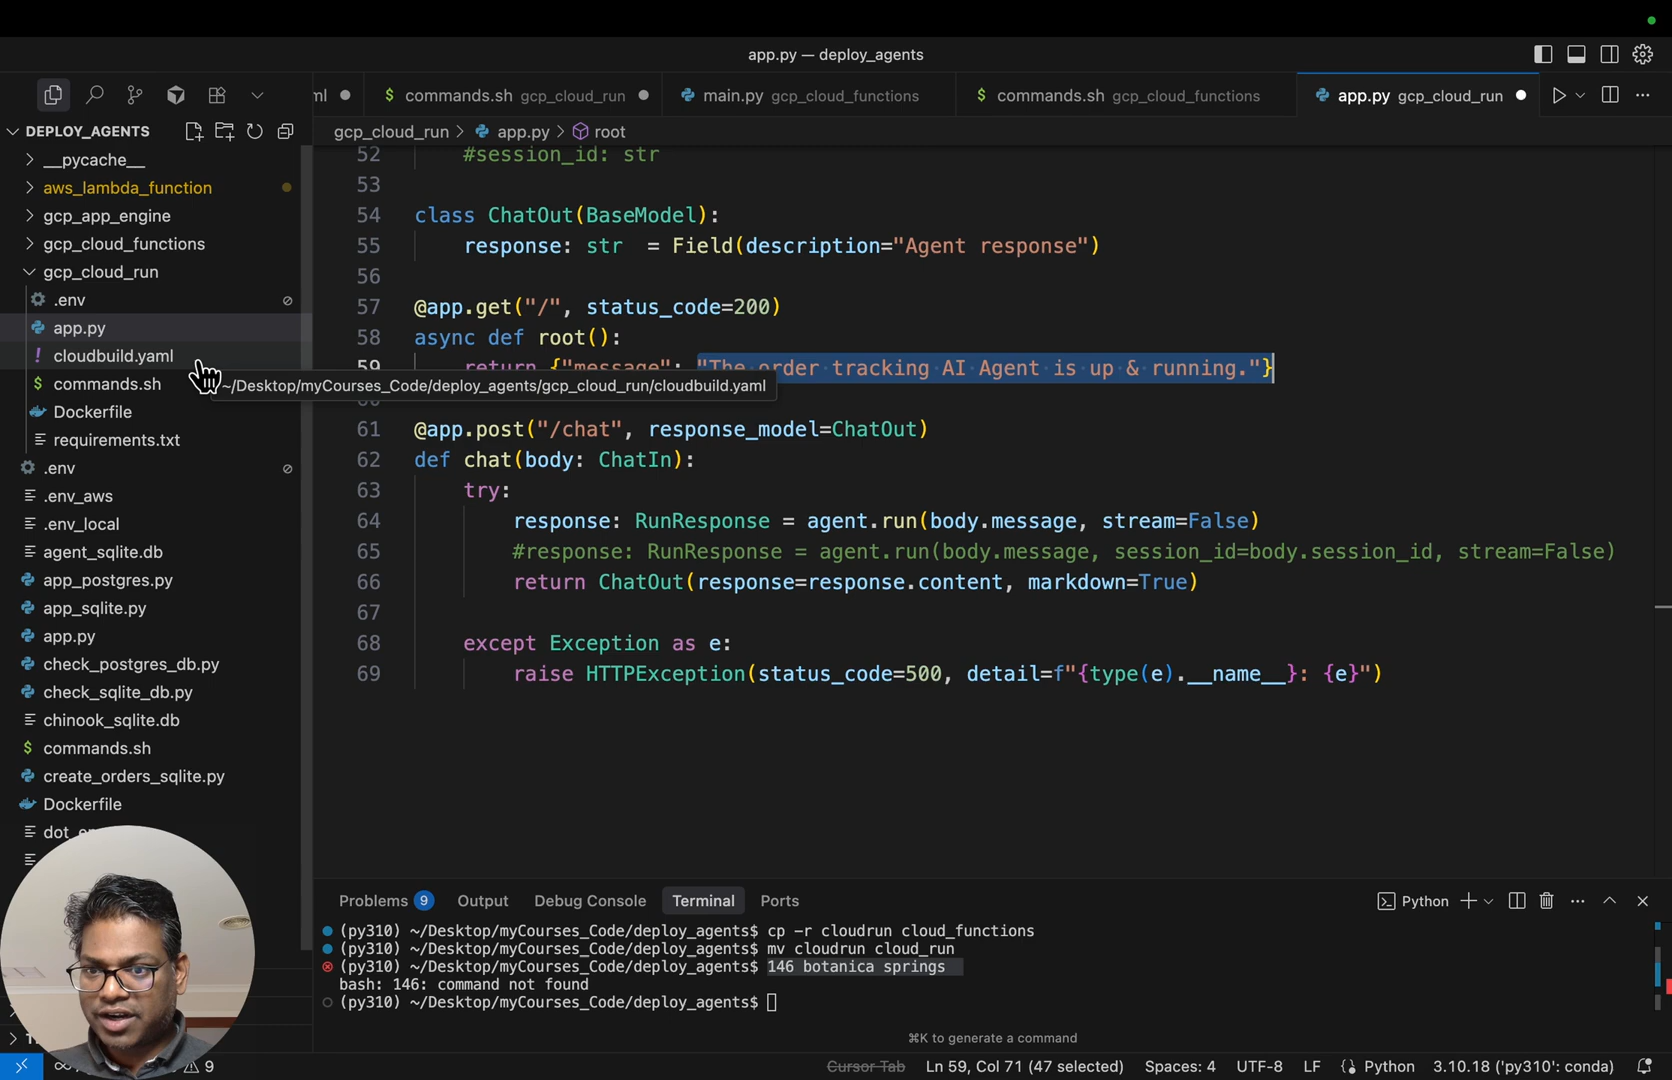 app.py — deploy_agents
ml
commands.sh gcp_cloud_run
main.py gcp_cloud_functions
commands.sh gcp_cloud_functions
app.py gcp_cloud_run
DEPLOY_AGENTS
gcp_cloud_run > app.py > root
__pycache__
aws_lambda_function
gcp_app_engine
gcp_cloud_functions
gcp_cloud_run
.env
app.py
cloudbuild.yaml
commands.sh
Dockerfile
requirements.txt
.env
.env_aws
.env_local
agent_sqlite.db
app_postgres.py
app_sqlite.py
app.py
check_postgres_db.py
check_sqlite_db.py
chinook_sqlite.db
commands.sh
create_orders_sqlite.py
Dockerfile
52 #session_id: str
53
54 class ChatOut(BaseModel):
55 response: str  = Field(description="Agent response")
56
57 @app.get("/", status_code=200)
58 async def root():
59 return {"message": "The order tracking AI Agent is up & running."}
~/Desktop/myCourses_Code/deploy_agents/gcp_cloud_run/cloudbuild.yaml
61 @app.post("/chat", response_model=ChatOut)
62 def chat(body: ChatIn):
63 try:
64 response: RunResponse = agent.run(body.message, stream=False)
65 #response: RunResponse = agent.run(body.message, session_id=body.session_id, stream=False)
66 return ChatOut(response=response.content, markdown=True)
67
68 except Exception as e:
69 raise HTTPException(status_code=500, detail=f"{type(e).__name__}: {e}")
Problems 9 Output Debug Console Terminal Ports
Python
(py310) ~/Desktop/myCourses_Code/deploy_agents$ cp -r cloudrun cloud_functions
(py310) ~/Desktop/myCourses_Code/deploy_agents$ mv cloudrun cloud_run
(py310) ~/Desktop/myCourses_Code/deploy_agents$ 146 botanica springs
bash: 146: command not found
(py310) ~/Desktop/myCourses_Code/deploy_agents$
⌘K to generate a command
9
Cursor Tab Ln 59, Col 71 (47 selected) Spaces: 4 UTF-8 LF Python 3.10.18 ('py310': conda)